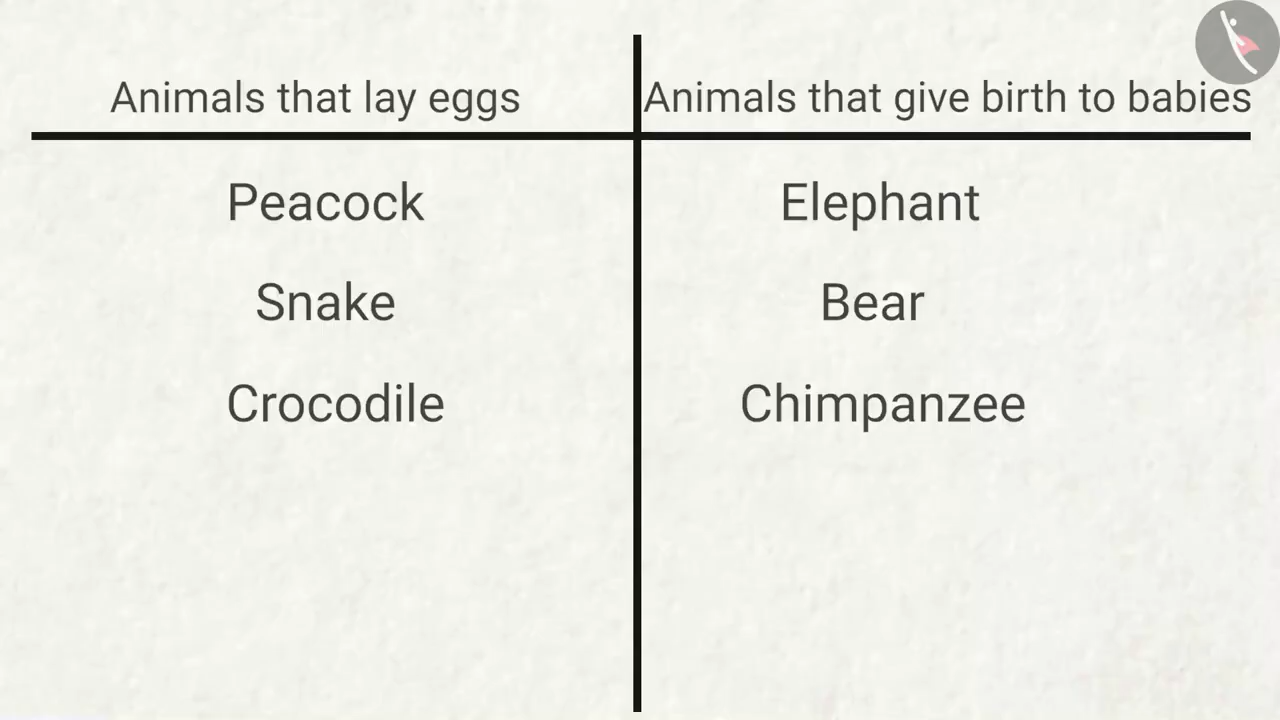 Animals that lay eggs
Animals that give birth to babies
Peacock
Elephant
Snake
Bear
Crocodile
Chimpanzee